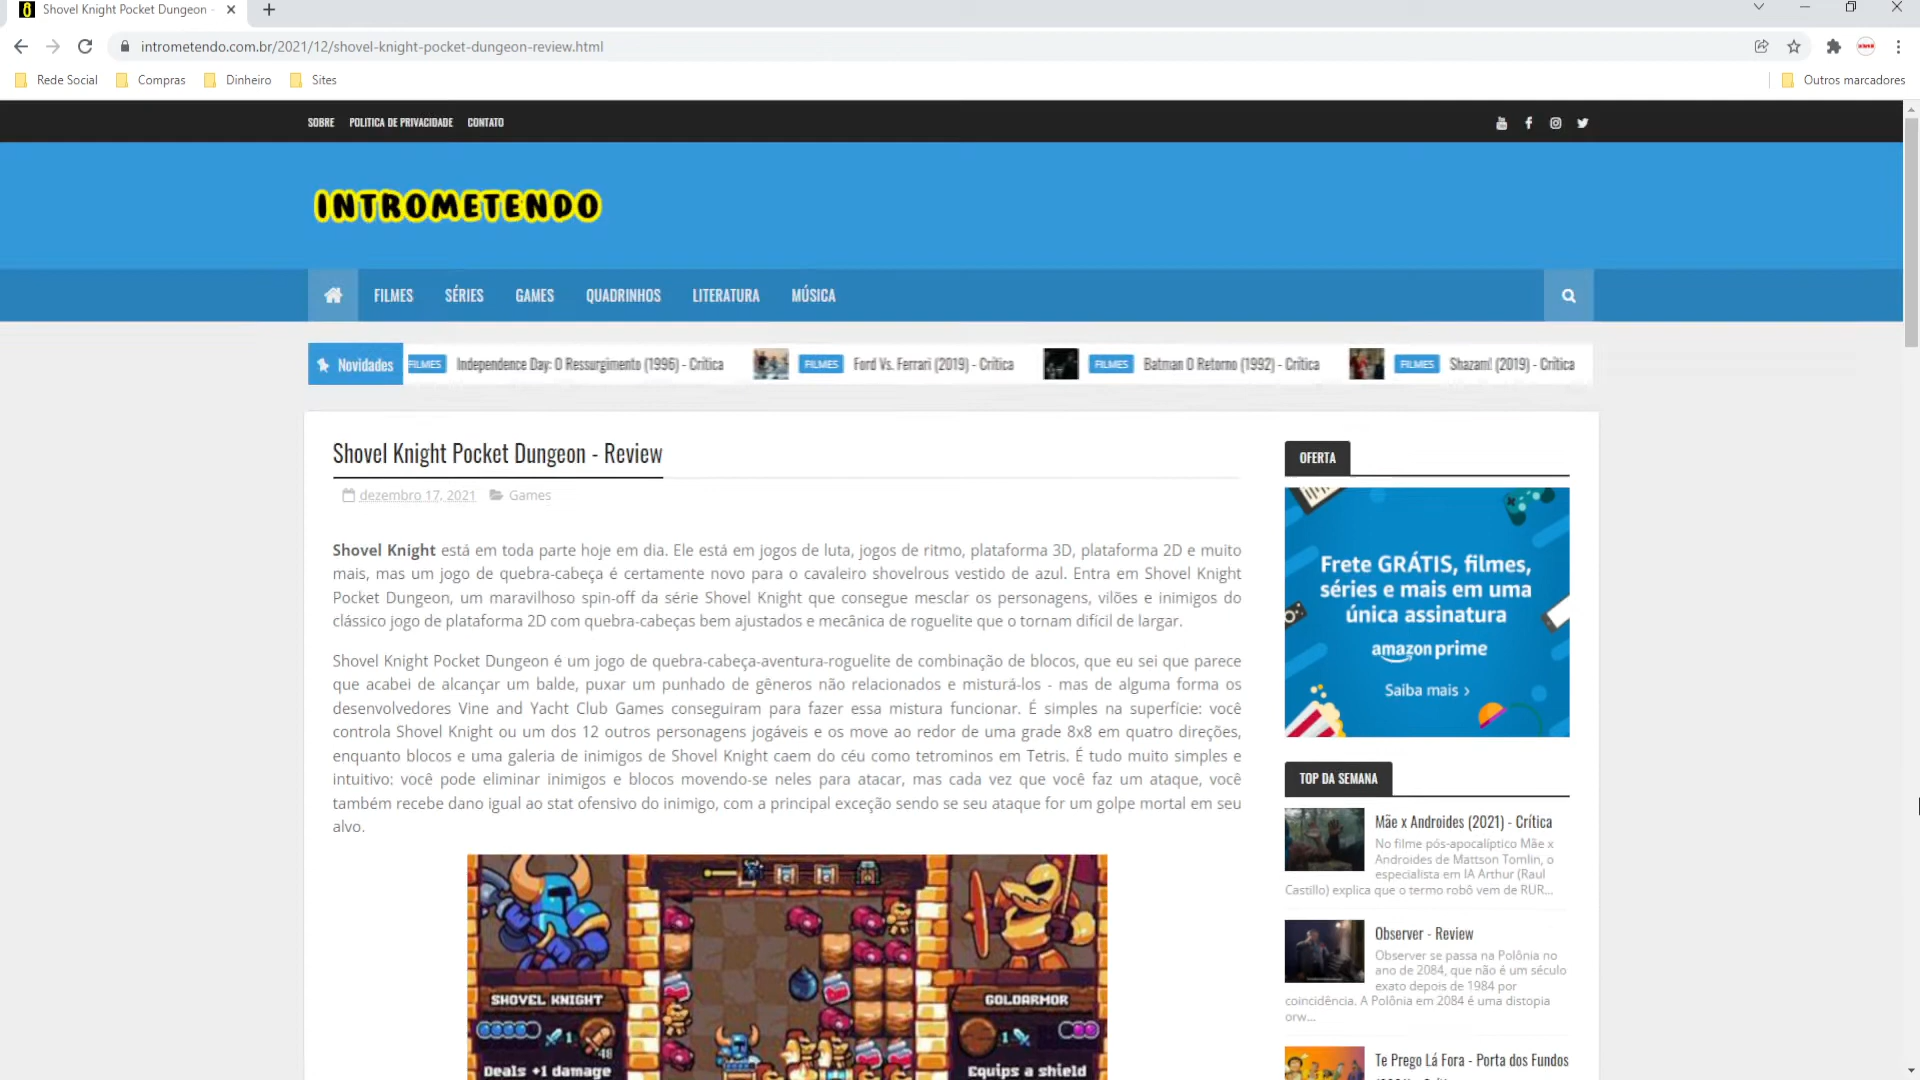 Shovel Knight Pocket Dungeon -
intrometendo.com.br/2021/12/shovel-knight-pocket-dungeon-review.html
Rede Social Compras Dinheiro Sites Outros marcadores
SOBRE POLITICA DE PRIVACIDADE CONTATO
INTROMETENDO
FILMES SÉRIES GAMES QUADRINHOS LITERATURA MÚSICA
Novidades FILMES Independence Day: O Ressurgimento (1996) - Crítica FILMES Ford Vs. Ferrari (2019) - Crítica FILMES Batman O Retorno (1992) - Crítica FILMES Shazam! (2019) - Crítica
Shovel Knight Pocket Dungeon - Review
dezembro 17, 2021 Games
Shovel Knight está em toda parte hoje em dia. Ele está em jogos de luta, jogos de ritmo, plataforma 3D, plataforma 2D e muito
mais, mas um jogo de quebra-cabeça é certamente novo para o cavaleiro shovelrous vestido de azul. Entra em Shovel Knight
Pocket Dungeon, um maravilhoso spin-off da série Shovel Knight que consegue mesclar os personagens, vilões e inimigos do
clássico jogo de plataforma 2D com quebra-cabeças bem ajustados e mecânica de roguelite que o tornam difícil de largar.
Shovel Knight Pocket Dungeon é um jogo de quebra-cabeça-aventura-roguelite de combinação de blocos, que eu sei que parece
que acabei de alcançar um balde, puxar um punhado de gêneros não relacionados e misturá-los - mas de alguma forma os
desenvolvedores Vine and Yacht Club Games conseguiram para fazer essa mistura funcionar. É simples na superfície: você
controla Shovel Knight ou um dos 12 outros personagens jogáveis e os move ao redor de uma grade 8x8 em quatro direções,
enquanto blocos e uma galeria de inimigos de Shovel Knight caem do céu como tetrominos em Tetris. É tudo muito simples e
intuitivo: você pode eliminar inimigos e blocos movendo-se neles para atacar, mas cada vez que você faz um ataque, você
também recebe dano igual ao stat ofensivo do inimigo, com a principal exceção sendo se seu ataque for um golpe mortal em seu
alvo.
SHOVEL KNIGHT
1
48
Deals +1 damage
GOLDARMOR
1
Equips a shield
OFERTA
Frete GRÁTIS, filmes,
séries e mais em uma
única assinatura
amazon prime
Saiba mais ›
TOP DA SEMANA
Mãe x Androides (2021) - Crítica
No filme pós-apocalíptico Mãe x
Androides de Mattson Tomlin, o
especialista em IA Arthur (Raul
Castillo) explica que o termo robô vem de RUR...
Observer - Review
Observer se passa na Polônia no
ano de 2084, que não é um século
exato depois de 1984 por
coincidência. A Polônia em 2084 é uma distopia
orw...
Te Prego Lá Fora - Porta dos Fundos